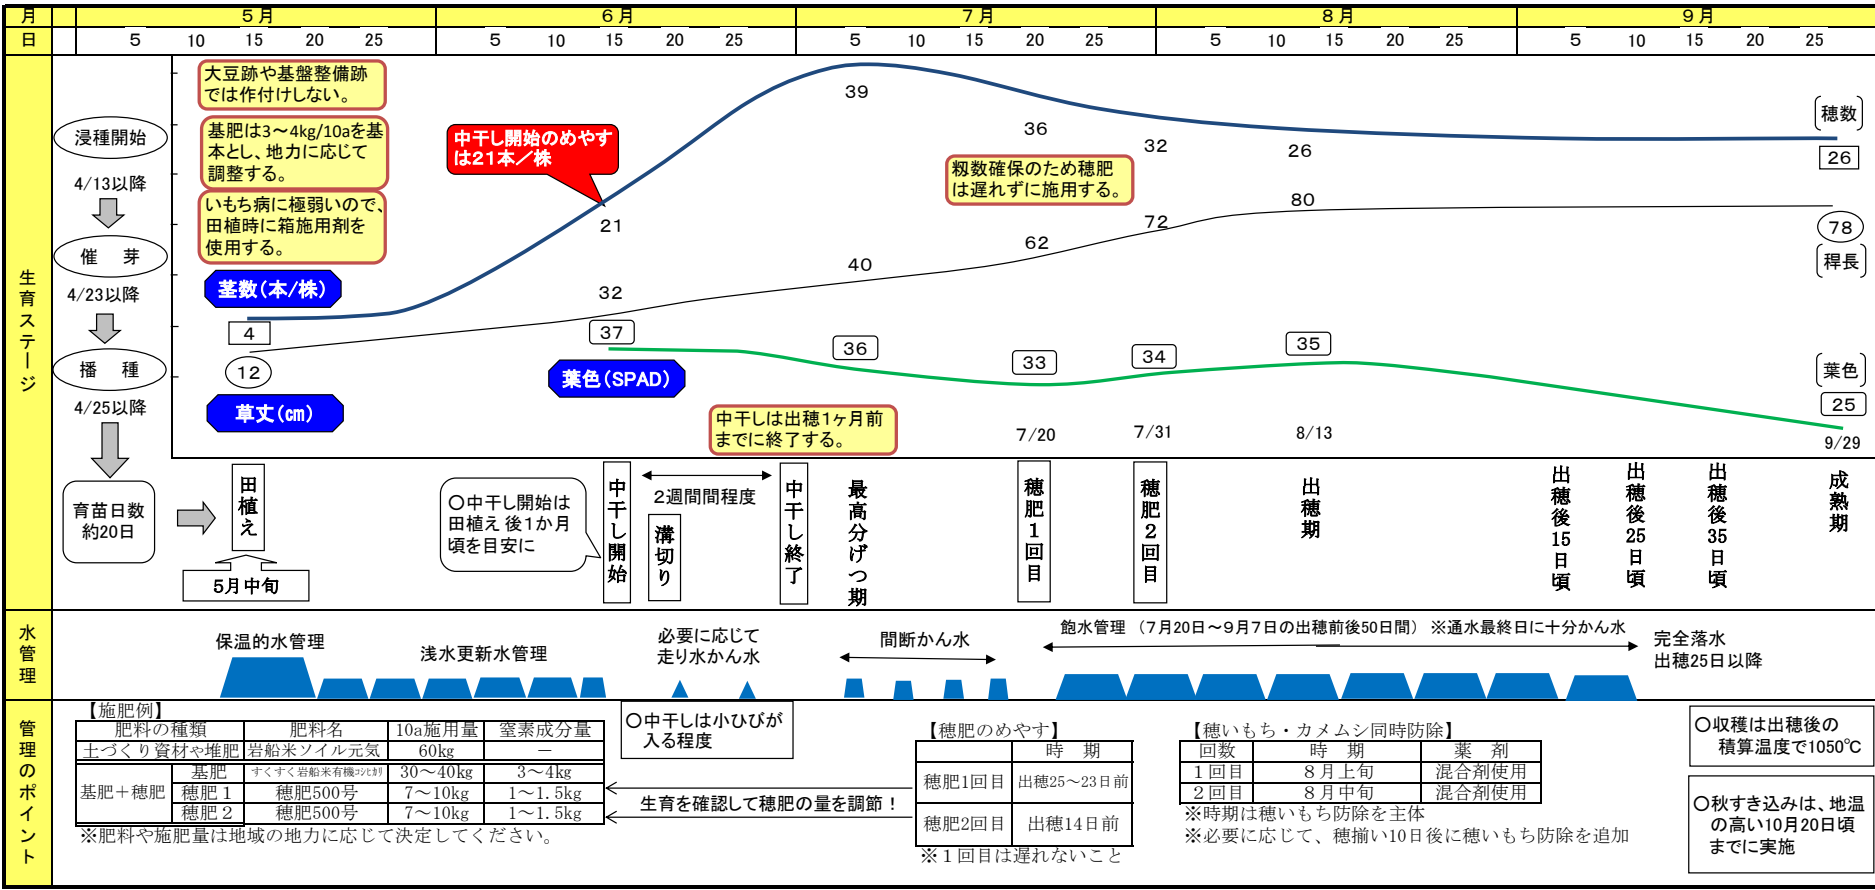 月 5月 6月 7月 8月 9月
日 5 10 15 20 25 5 10 15 20 25 5 10 15 20 25 5 10 15 20 25 5 10 15 20 25
生育ステージ
浸種開始
4/13以降
催 芽
4/23以降
播 種
4/25以降
育苗日数
約20日
大豆跡や基盤整備跡
では作付けしない。
基肥は3～4kg/10aを基
本とし、地力に応じて
調整する。
いもち病に極弱いので、
田植時に箱施用剤を
使用する。
茎数(本/株)
4
12
草丈(㎝)
中干し開始のめやす
は21本／株
21
32
37
葉色(SPAD)
39
40
36
36
62
33
籾数確保のため穂肥
は遅れずに施用する。
32
72
34
26
80
35
穂数
26
78
稈長
葉色
25
中干しは出穂1ヶ月前
までに終了する。
7/20
7/31
8/13
9/29
田植え
5月中旬
〇中干し開始は
田植え後1か月
頃を目安に
中干し開始
2週間間程度
溝切り
中干し終了
最高分げつ期
穂肥1回目
穂肥2回目
出穂期
出穂後15日頃
出穂後25日頃
出穂後35日頃
成熟期
水管理
保温的水管理
浅水更新水管理
必要に応じて
走り水かん水
間断かん水
飽水管理 （7月20日～9月7日の出穂前後50日間） ※通水最終日に十分かん水
完全落水
出穂25日以降
管理のポイント
【施肥例】
肥料の種類 肥料名 10a施用量 窒素成分量
土づくり資材や堆肥 岩船米ソイル元気 60kg －
基肥＋穂肥
基肥 すくすく岩船米有機コシヒカリ 30～40kg 3～4kg
穂肥1 穂肥500号 7～10kg 1～1.5kg
穂肥2 穂肥500号 7～10kg 1～1.5kg
※肥料や施肥量は地域の地力に応じて決定してください。
〇中干しは小ひびが
入る程度
生育を確認して穂肥の量を調節！
【穂肥のめやす】
時 期
穂肥1回目 出穂25～23日前
穂肥2回目 出穂14日前
※１回目は遅れないこと
【穂いもち・カメムシ同時防除】
回数 時 期 薬 剤
１回目 8月上旬 混合剤使用
２回目 8月中旬 混合剤使用
※時期は穂いもち防除を主体
※必要に応じて、穂揃い10日後に穂いもち防除を追加
〇収穫は出穂後の
積算温度で1050℃
〇秋すき込みは、地温
の高い10月20日頃
までに実施